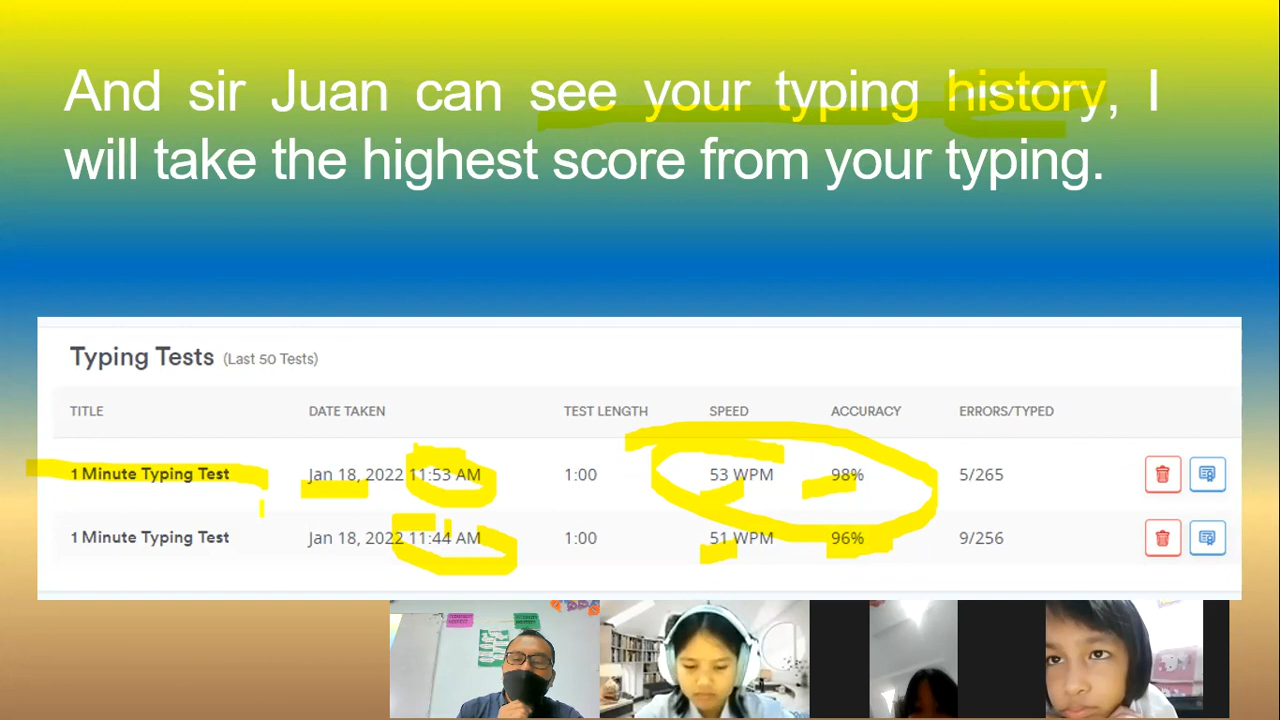 And sir Juan can see your typing history, I
will take the highest score from your typing.
Typing Tests (Last 50 Tests)
TITLE DATE TAKEN TEST LENGTH SPEED ACCURACY ERRORS/TYPED
1 Minute Typing Test Jan 18, 2022 11:53 AM 1:00 53 WPM 98% 5/265
1 Minute Typing Test Jan 18, 2022 11:44 AM 1:00 51 WPM 96% 9/256